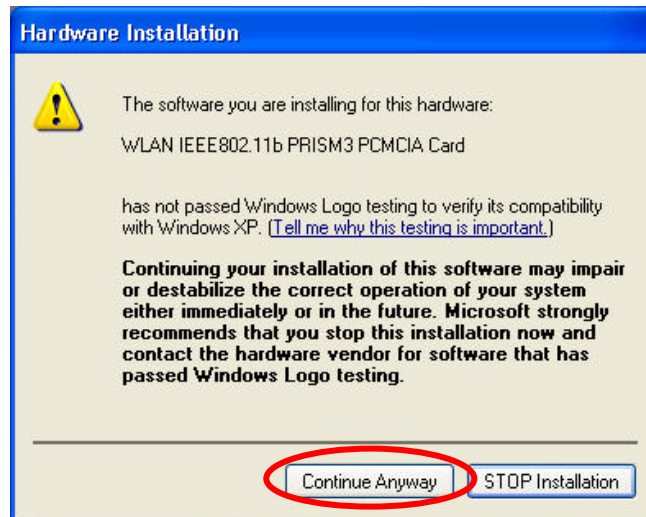 Hardware Installation
The software you are installing for this hardware:
WLAN IEEE802.11b PRISM3 PCMCIA Card
has not passed Windows Logo testing to verify its compatibility
with Windows XP. (Tell me why this testing is important.)
Continuing your installation of this software may impair
or destabilize the correct operation of your system
either immediately or in the future. Microsoft strongly
recommends that you stop this installation now and
contact the hardware vendor for software that has
passed Windows Logo testing.
Continue Anyway
STOP Installation